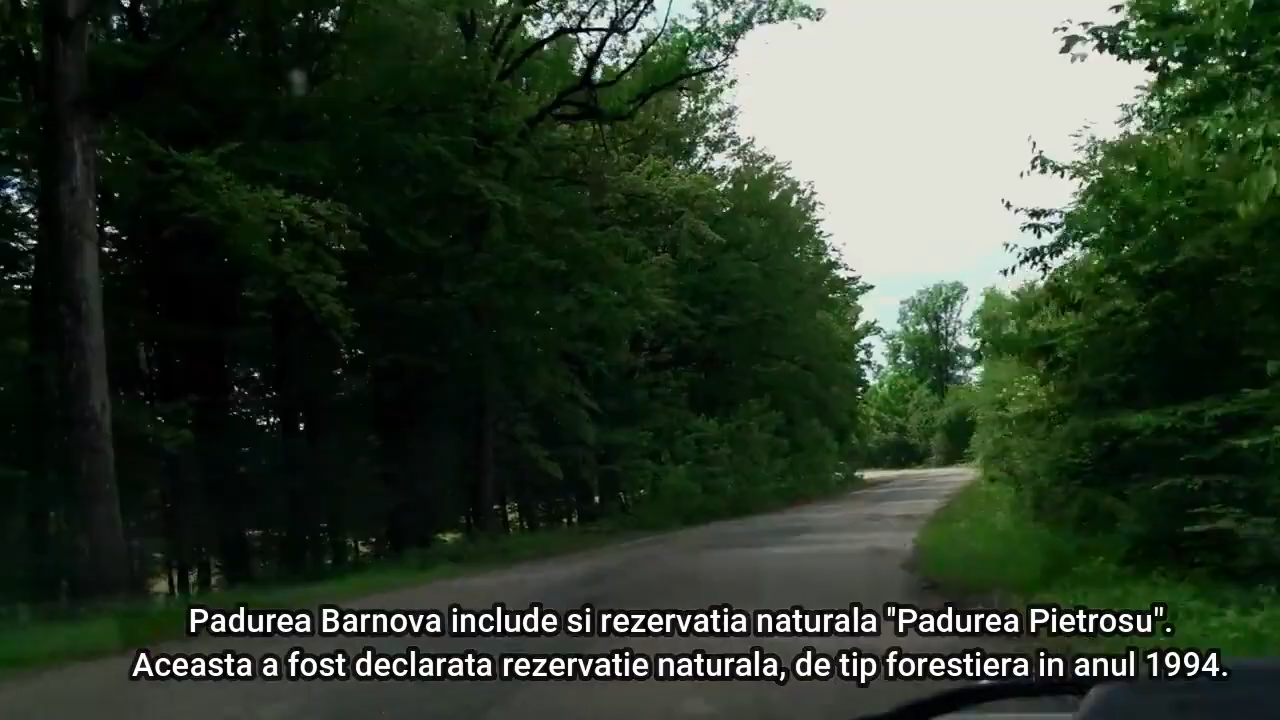 Padurea Barnova include si rezervatia naturala "Padurea Pietrosu".
Aceasta a fost declarata rezervatie naturala, de tip forestiera in anul 1994.